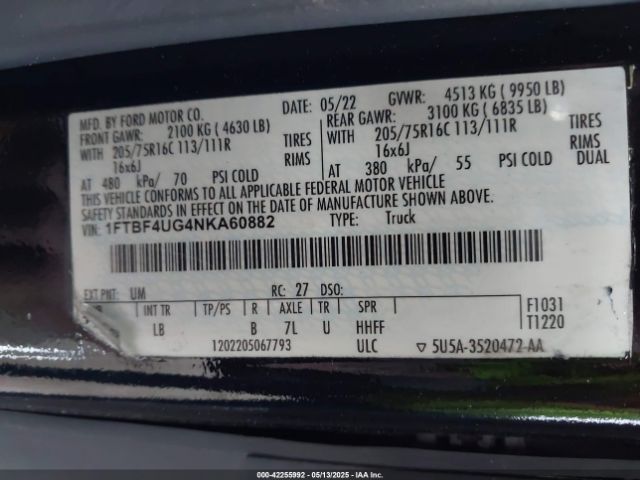 MFD. BY FORD MOTOR CO. DATE: 05/22 GVWR: 4513 KG ( 9950 LB)
FRONT GAWR: 2100 KG ( 4630 LB) REAR GAWR: 3100 KG ( 6835 LB)
WITH 205/75R16C 113/111R TIRES WITH 205/75R16C 113/111R TIRES
16x6J RIMS 16x6J RIMS
AT 480 kPa/ 70 PSI COLD AT 380 kPa/ 55 PSI COLD DUAL
THIS VEHICLE CONFORMS TO ALL APPLICABLE FEDERAL MOTOR VEHICLE
SAFETY STANDARDS IN EFFECT ON THE DATE OF MANUFACTURE SHOWN ABOVE.
VIN: 1FTBF4UG4NKA60882 TYPE: Truck
EXT PNT: UM RC: 27 DSO:
INT TR TP/PS R AXLE TR SPR F1031
LB B 7L U HHFF T1220
1202205067793 ULC ▽ 5U5A-3520472-AA
000-42255992 - 05/13/2025 - IAA Inc.